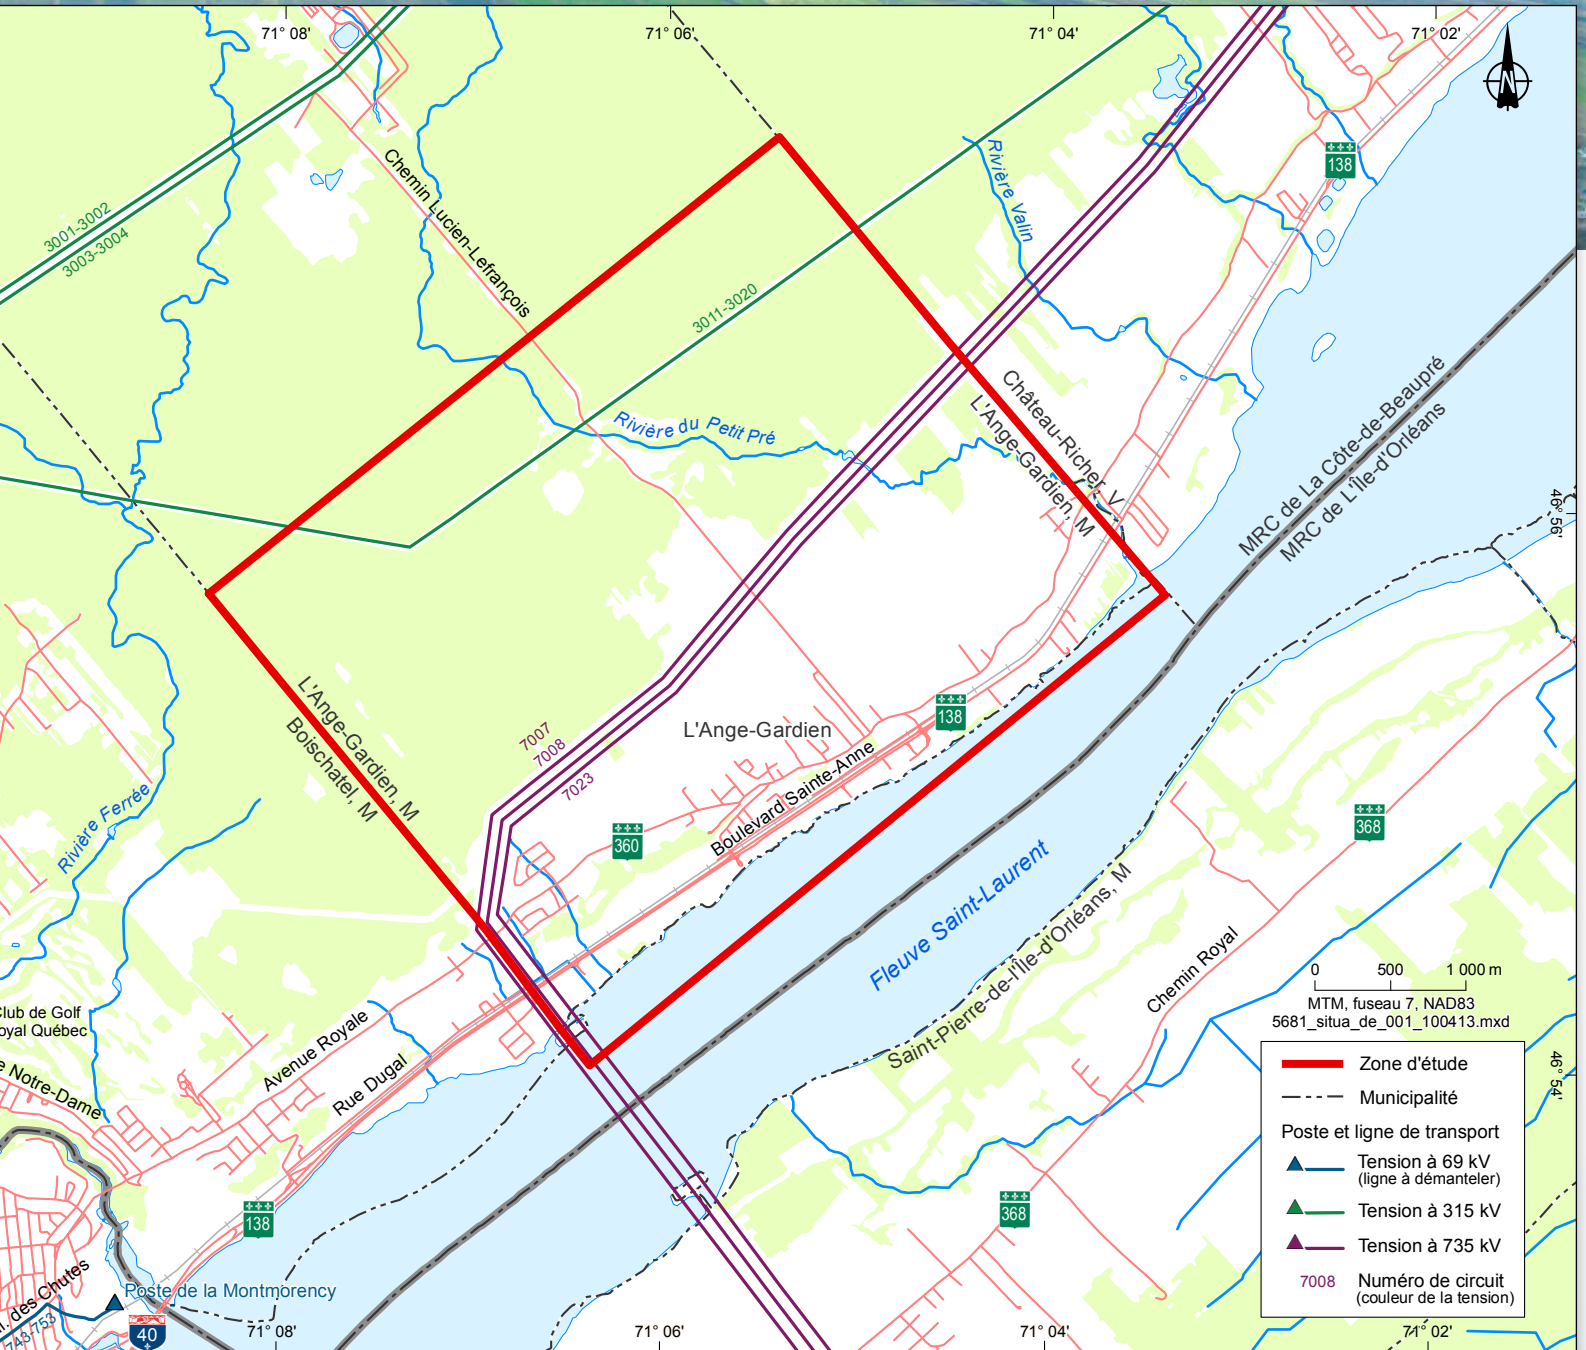 71° 08'
71° 06'
71° 04'
71° 02'
N
138
Chemin Lucien-Lefrançois
Rivière Valin
3001-3002
3003-3004
3011-3020
Rivière du Petit Pré
Château-Richer, V
L'Ange-Gardien, M
MRC de La Côte-de-Beaupré
MRC de L'Île-d'Orléans
46° 56'
L'Ange-Gardien, M
Boischatel, M
7007
7008
7023
L'Ange-Gardien
138
Boulevard Sainte-Anne
360
368
Rivière Ferrée
Fleuve Saint-Laurent
Saint-Pierre-de-l'Île-d'Orléans, M
Chemin Royal
0 500 1 000 m
MTM, fuseau 7, NAD83
5681_situa_de_001_100413.mxd
Club de Golf
oyal Québec
Avenue Royale
Rue Dugal
e Notre-Dame
46° 54'
Zone d'étude
Municipalité
Poste et ligne de transport
Tension à 69 kV
(ligne à démanteler)
Tension à 315 kV
Tension à 735 kV
7008 Numéro de circuit
(couleur de la tension)
138
368
. des Chutes
Poste de la Montmorency
743-753
40
71° 08'
71° 06'
71° 04'
71° 02'